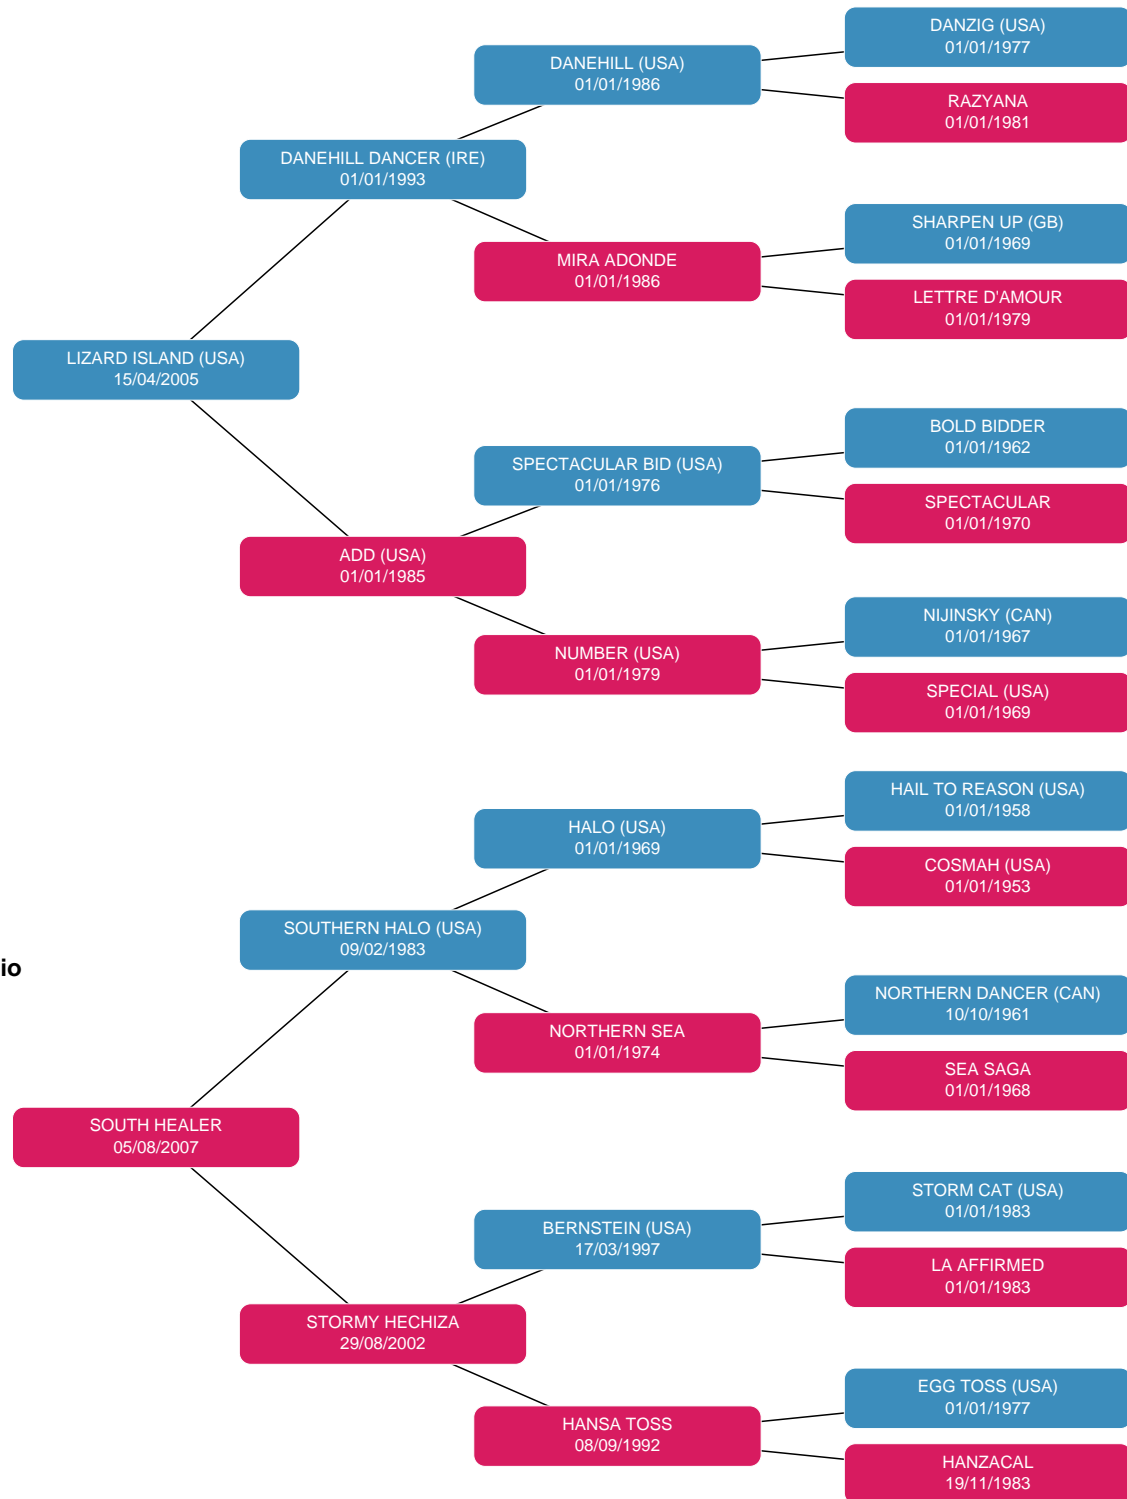 DANZIG (USA)
01/01/1977
DANEHILL (USA)
01/01/1986
RAZYANA
01/01/1981
DANEHILL DANCER (IRE)
01/01/1993
SHARPEN UP (GB)
01/01/1969
MIRA ADONDE
01/01/1986
LETTRE D'AMOUR
01/01/1979
LIZARD ISLAND (USA)
15/04/2005
BOLD BIDDER
01/01/1962
SPECTACULAR BID (USA)
01/01/1976
SPECTACULAR
01/01/1970
ADD (USA)
01/01/1985
NIJINSKY (CAN)
01/01/1967
NUMBER (USA)
01/01/1979
SPECIAL (USA)
01/01/1969
HAIL TO REASON (USA)
01/01/1958
HALO (USA)
01/01/1969
COSMAH (USA)
01/01/1953
SOUTHERN HALO (USA)
09/02/1983
io
NORTHERN DANCER (CAN)
10/10/1961
NORTHERN SEA
01/01/1974
SEA SAGA
01/01/1968
SOUTH HEALER
05/08/2007
STORM CAT (USA)
01/01/1983
BERNSTEIN (USA)
17/03/1997
LA AFFIRMED
01/01/1983
STORMY HECHIZA
29/08/2002
EGG TOSS (USA)
01/01/1977
HANSA TOSS
08/09/1992
HANZACAL
19/11/1983